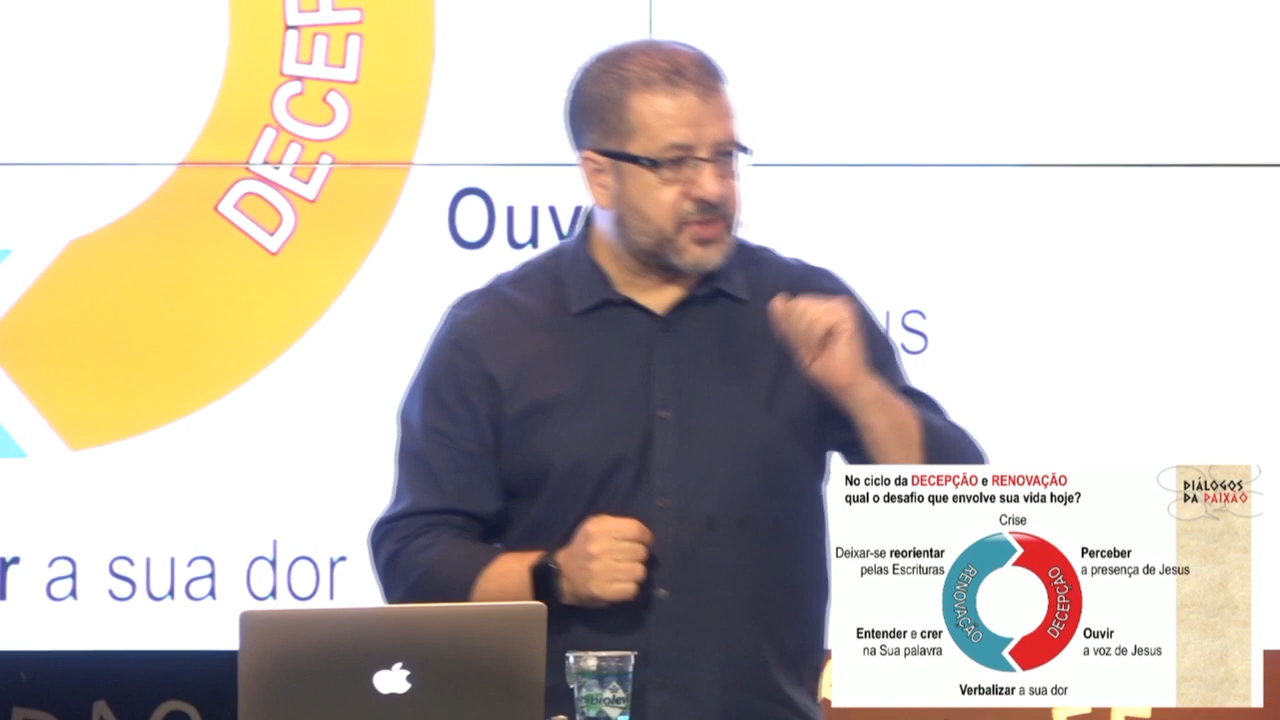 DECEP
Ouv
us
r a sua dor
No ciclo da DECEPÇÃO e RENOVAÇÃO
qual o desafio que envolve sua vida hoje?
DIÁLOGOS
DA PAIXÃO
Crise
Deixar-se reorientar
pelas Escrituras
Perceber
a presença de Jesus
RENOVAÇÃO
DECEPÇÃO
Entender e crer
na Sua palavra
Ouvir
a voz de Jesus
Verbalizar a sua dor